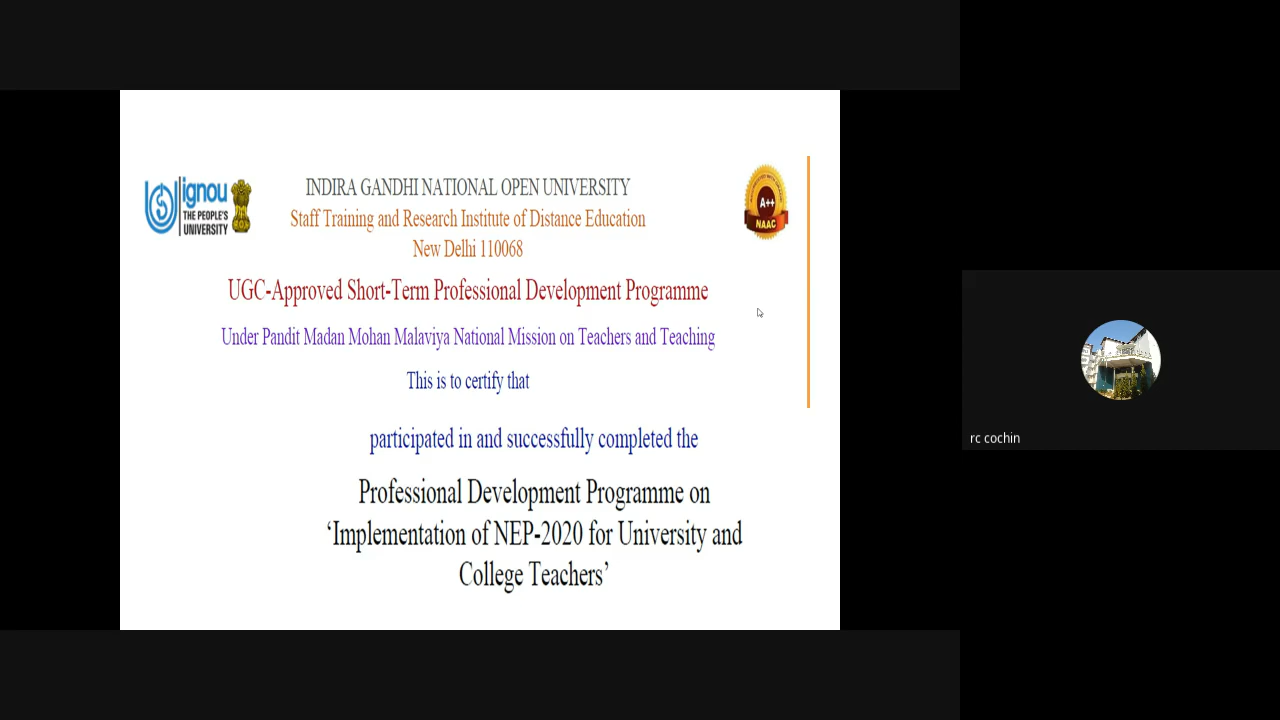 INDIRA GANDHI NATIONAL OPEN UNIVERSITY
Staff Training and Research Institute of Distance Education
New Delhi 110068
ignou
THE PEOPLE'S
UNIVERSITY
A++
NAAC
UGC-Approved Short-Term Professional Development Programme
Under Pandit Madan Mohan Malaviya National Mission on Teachers and Teaching
This is to certify that
participated in and successfully completed the
Professional Development Programme on
‘Implementation of NEP-2020 for University and
College Teachers’
rc cochin